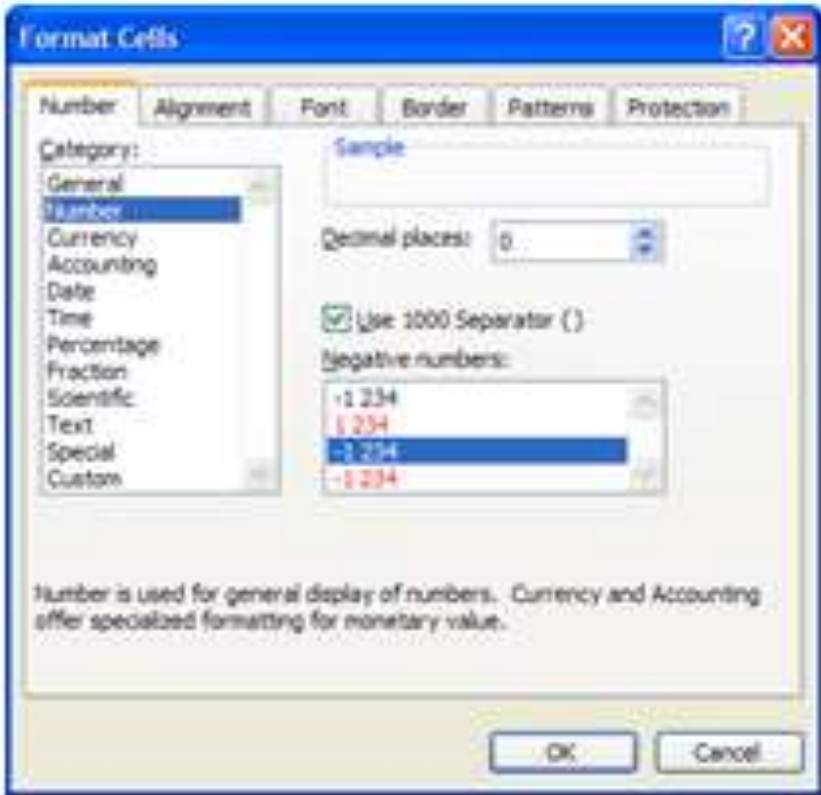 Format Cells
Number Alignment Font Border Patterns Protection
Category:
General
Number
Currency
Accounting
Date
Time
Percentage
Fraction
Scientific
Text
Special
Custom
Sample
Decimal places: 0
Use 1000 Separator ( )
Negative numbers:
-1 234
1 234
-1 234
-1 234
Number is used for general display of numbers. Currency and Accounting
offer specialized formatting for monetary value.
OK Cancel